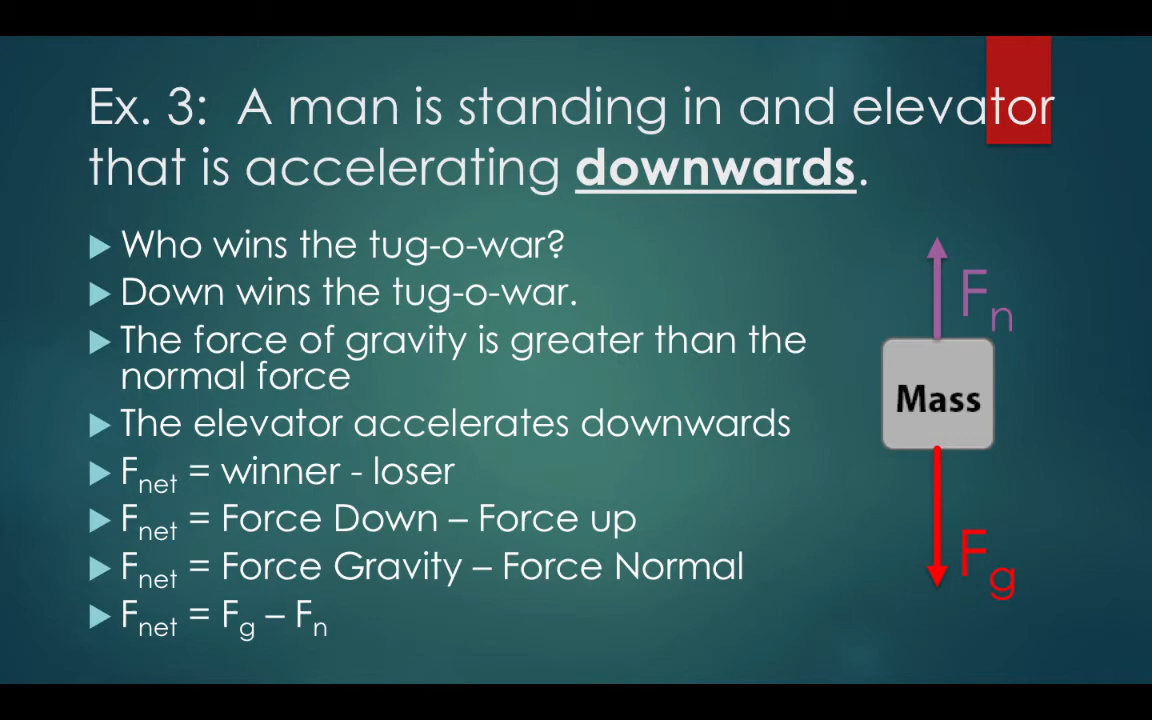 Ex. 3:  A man is standing in and elevator
that is accelerating downwards.
▶ Who wins the tug-o-war?
▶ Down wins the tug-o-war.
▶ The force of gravity is greater than the
normal force
▶ The elevator accelerates downwards
▶ Fnet = winner - loser
▶ Fnet = Force Down – Force up
▶ Fnet = Force Gravity – Force Normal
▶ Fnet = Fg – Fn
Fn
Mass
Fg